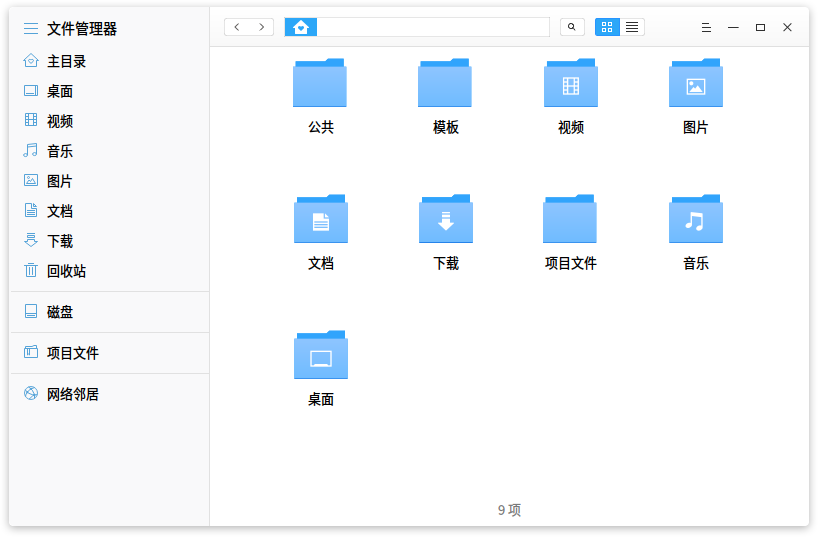 文件管理器
主目录
桌面
视频
音乐
图片
文档
下载
回收站
磁盘
项目文件
网络邻居
公共 模板 视频 图片
文档 下载 项目文件 音乐
桌面
9 项